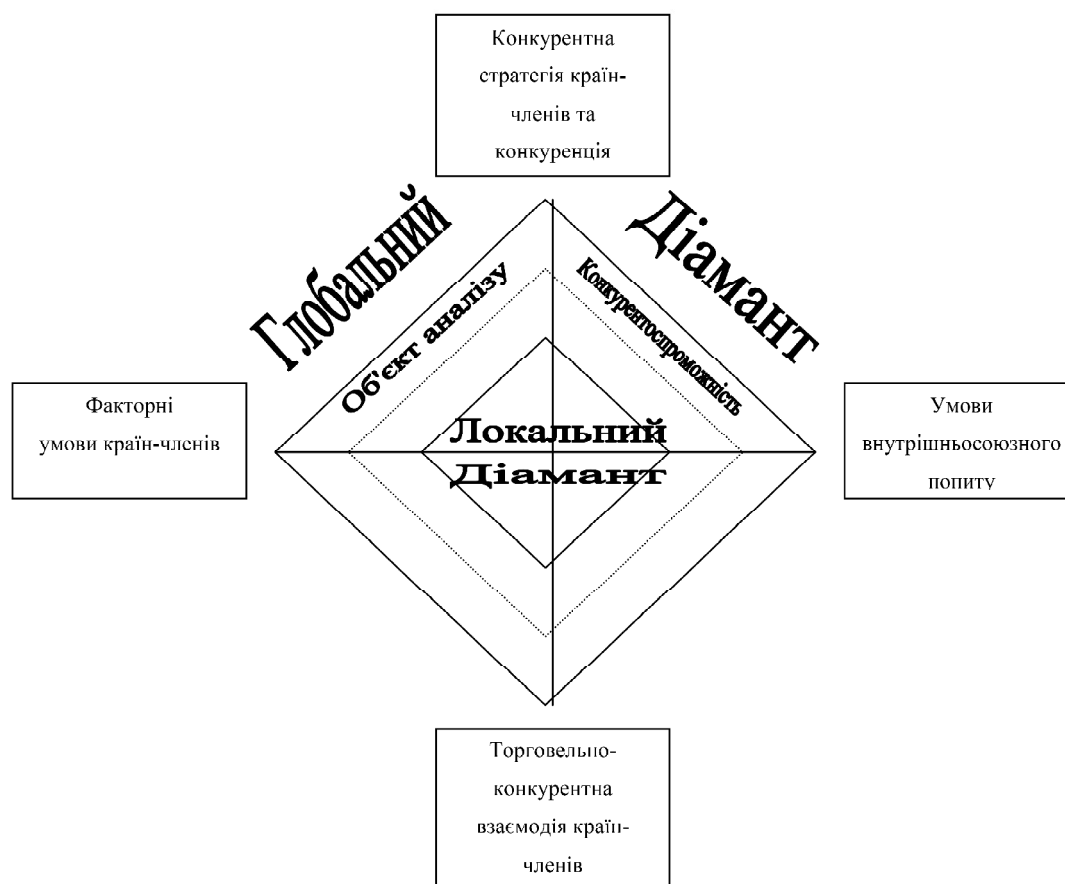 Конкурентна
стратегія країн-
членів та
конкуренція
Глобальний
Діамант
Об'єкт аналізу
Конкурентоспроможність
Факторні
умови країн-членів
Локальний
Діамант
Умови
внутрішньосоюзного
попиту
Торговельно-
конкурентна
взаємодія країн-
членів